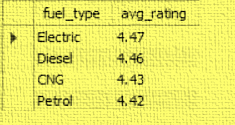 fuel_type avg_rating
Electric 4.47
Diesel 4.46
CNG 4.43
Petrol 4.42